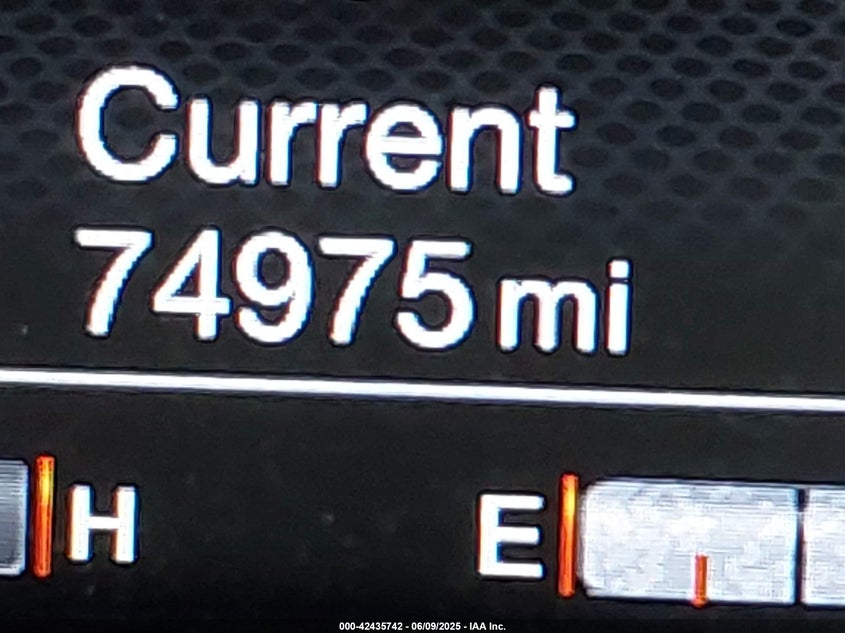 Current
74975 mi
H E
000-42435742 - 06/09/2025 - IAA Inc.